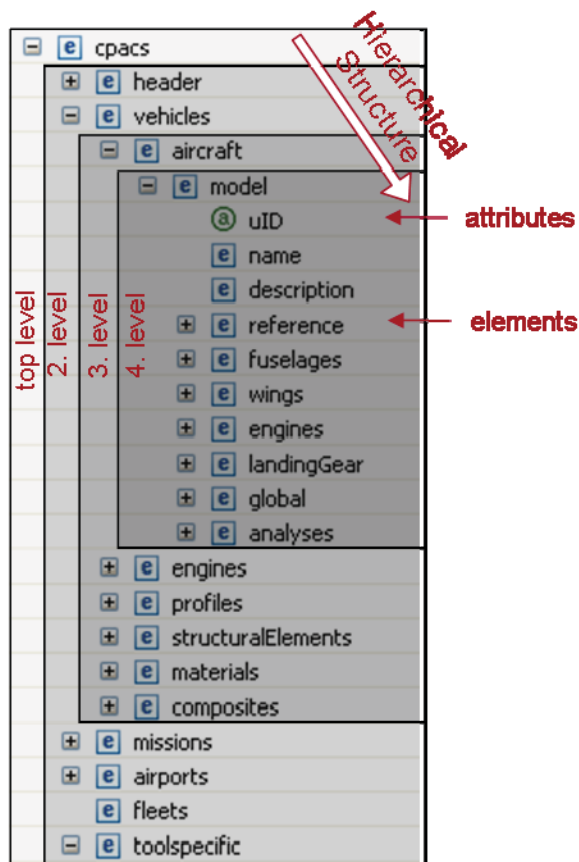 cpacs
header
vehicles
aircraft
model
uID
name
description
reference
fuselages
wings
engines
landingGear
global
analyses
engines
profiles
structuralElements
materials
composites
missions
airports
fleets
toolspecific
Hierarchical
Structure
attributes
elements
top level
2. level
3. level
4. level